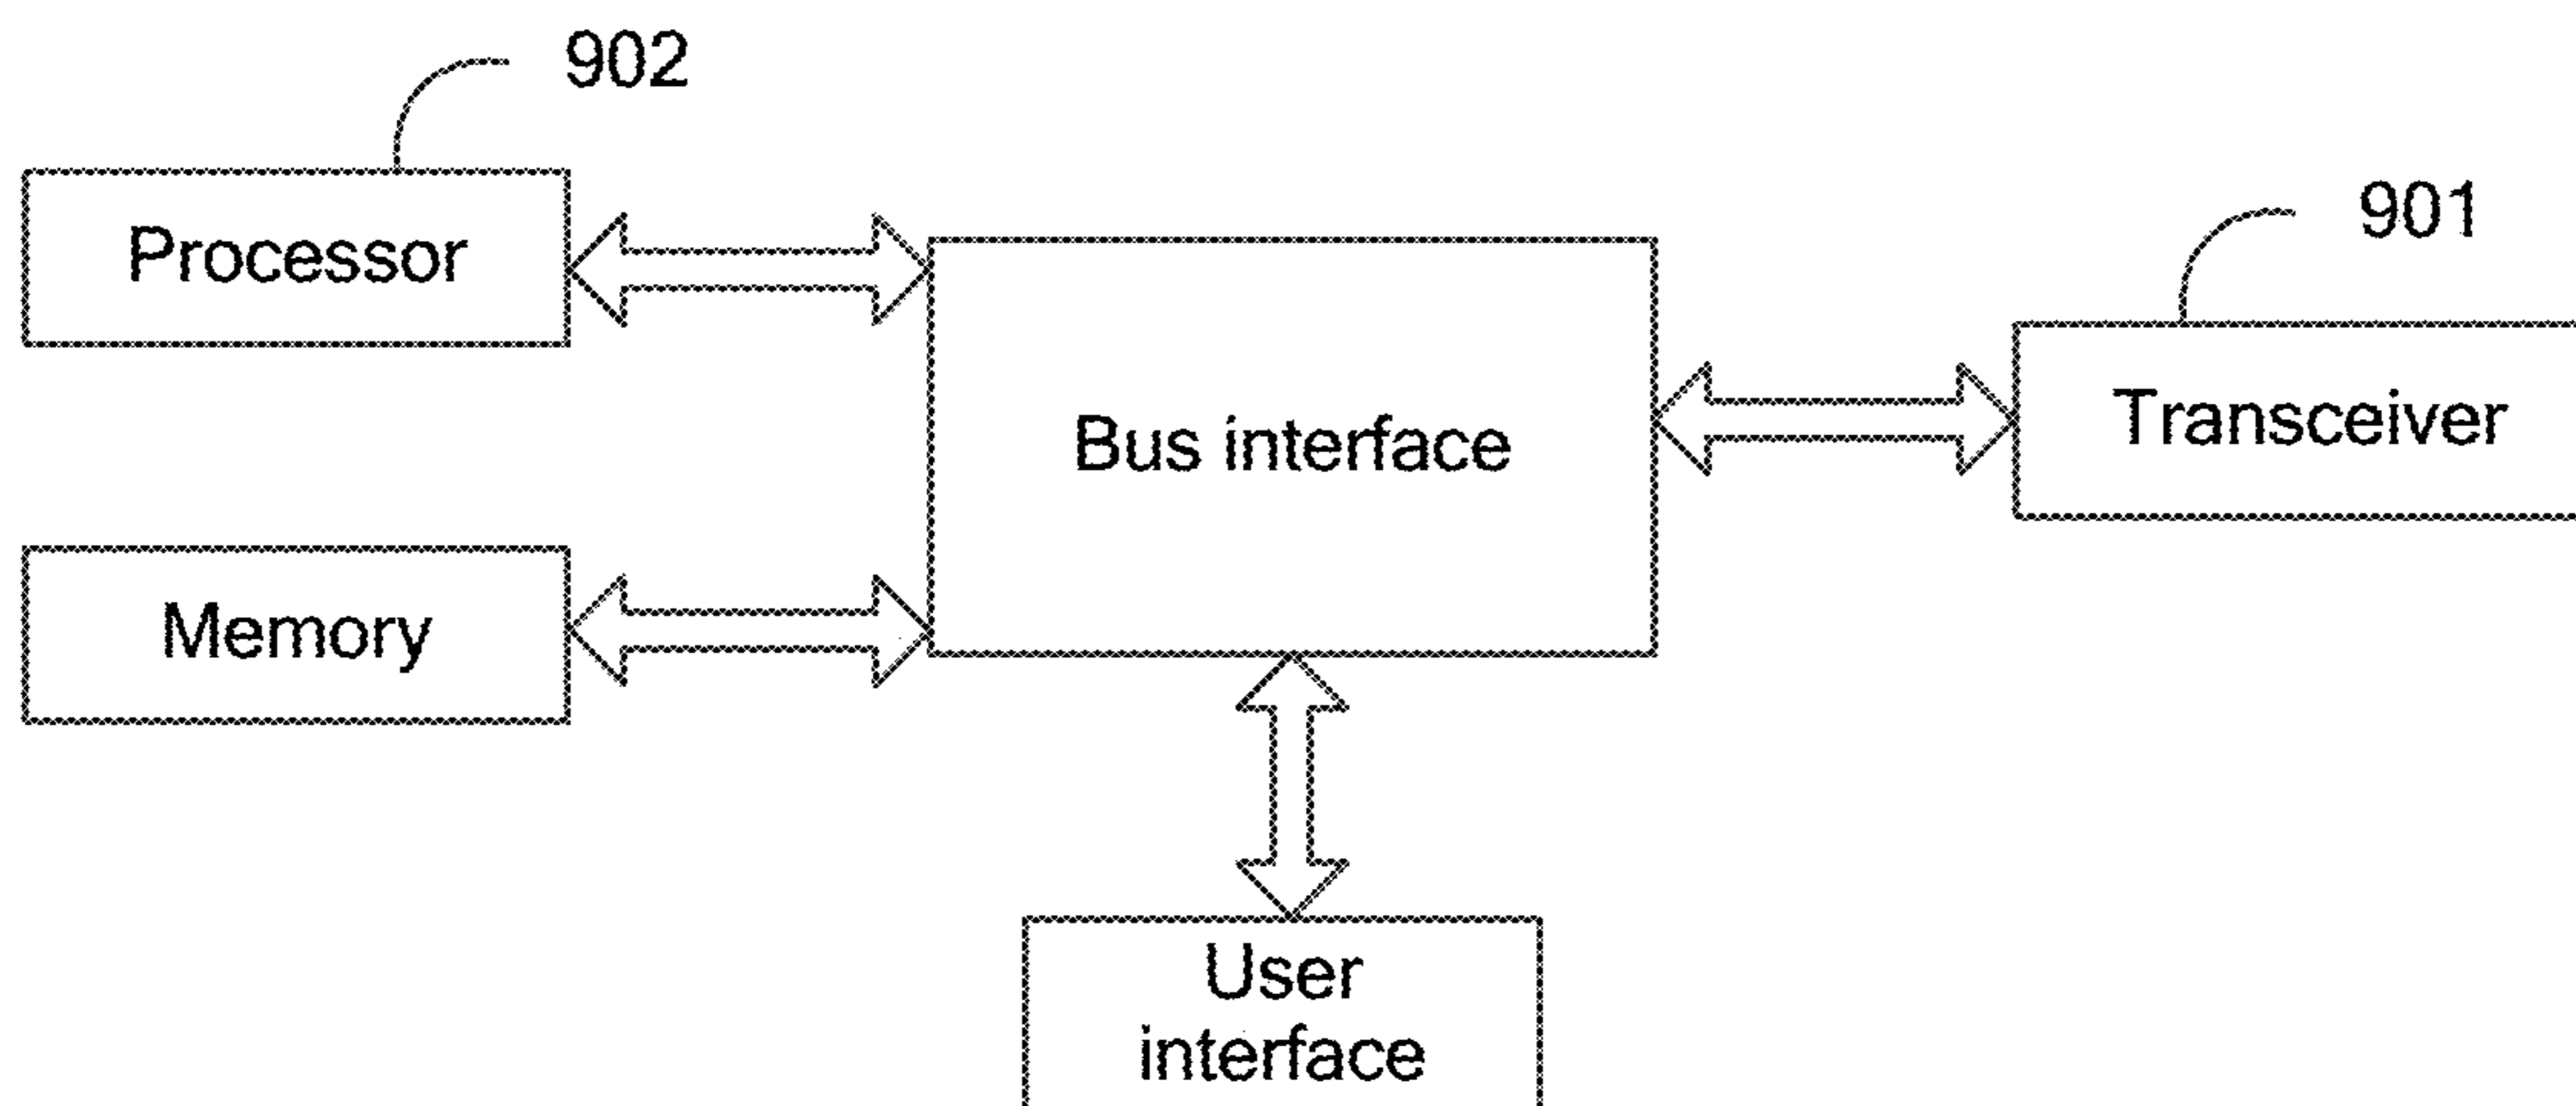 902
Processor
901
Bus interface
Transceiver
Memory
User
interface